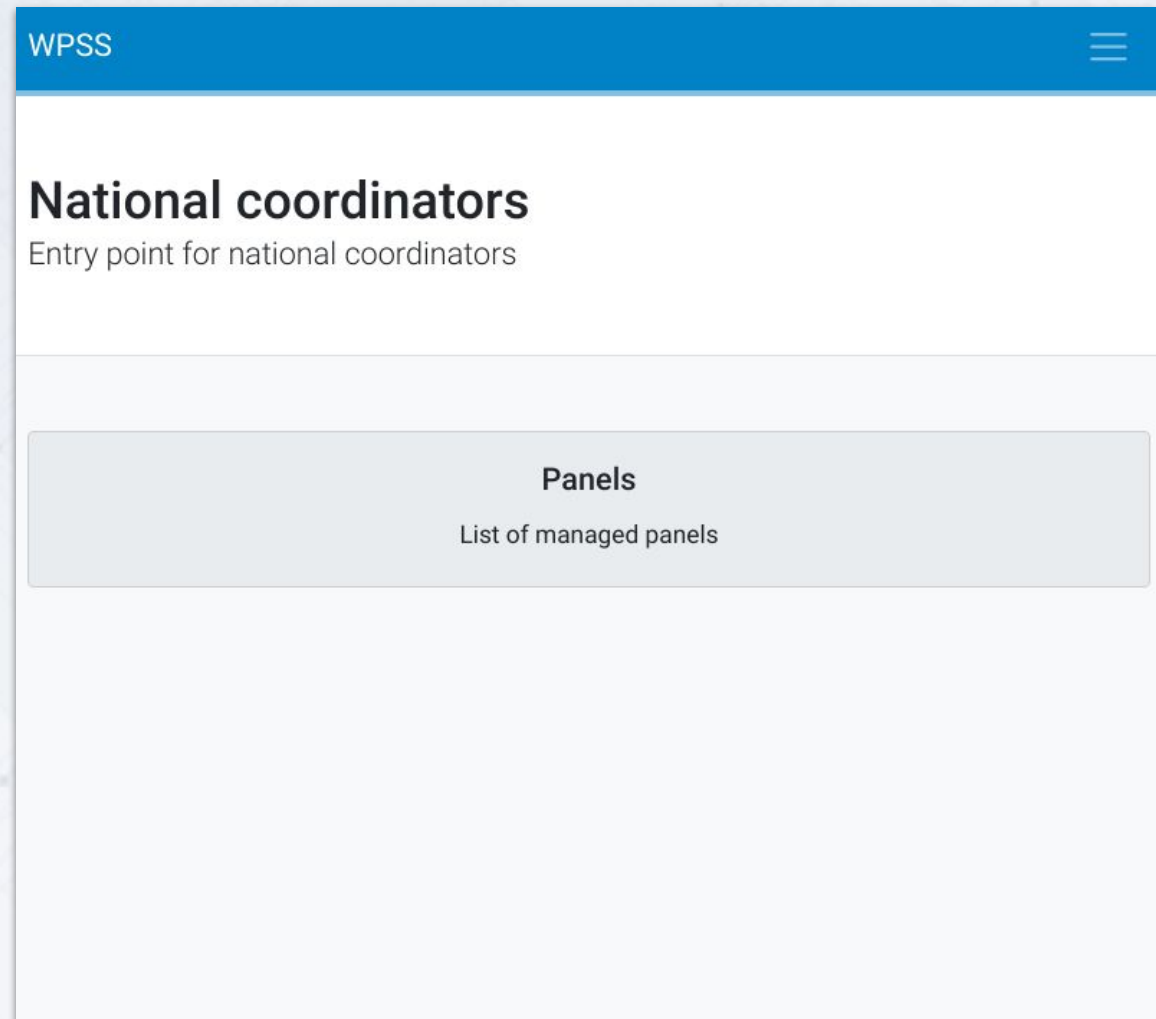 WPSS
National coordinators
Entry point for national coordinators
Panels
List of managed panels